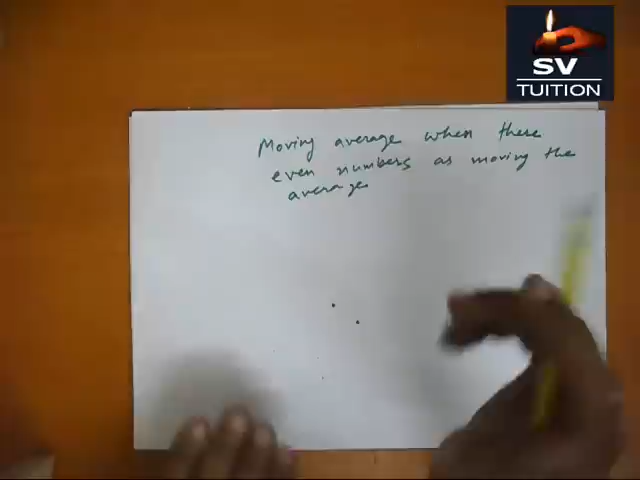 SV
TUITION
Moving average when there
even numbers as moving the
average